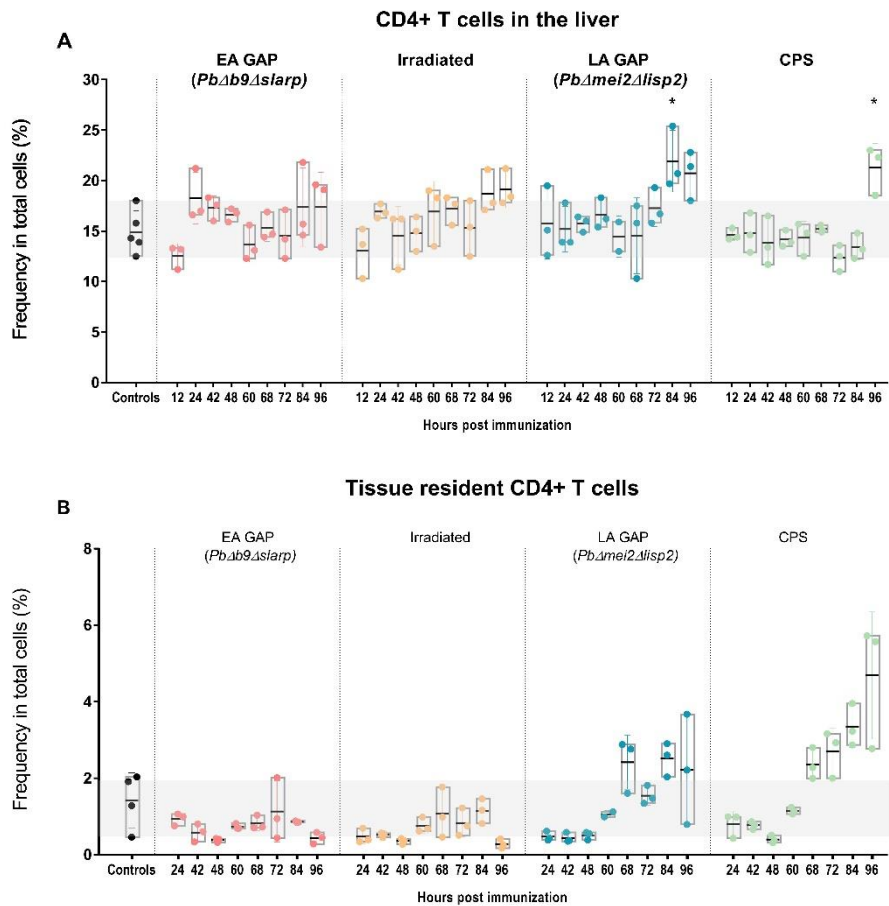 CD4+ T cells in the liver
A
EA GAP
(PbΔb9Δslarp)
Irradiated
LA GAP
(PbΔmei2Δlisp2)
CPS
Frequency in total cells (%)
30
25
20
15
10
5
0
*
*
Controls
12 24 42 48 60 68 72 84 96
12 24 42 48 60 68 72 84 96
12 24 42 48 60 68 72 84 96
12 24 42 48 60 68 72 84 96
Hours post immunization
Tissue resident CD4+ T cells
B
EA GAP
(PbΔb9Δslarp)
Irradiated
LA GAP
(PbΔmei2Δlisp2)
CPS
Frequency in total cells (%)
8
6
4
2
0
Controls
24 42 48 60 68 72 84 96
24 42 48 60 68 72 84 96
24 42 48 60 68 72 84 96
24 42 48 60 68 72 84 96
Hours post immunization